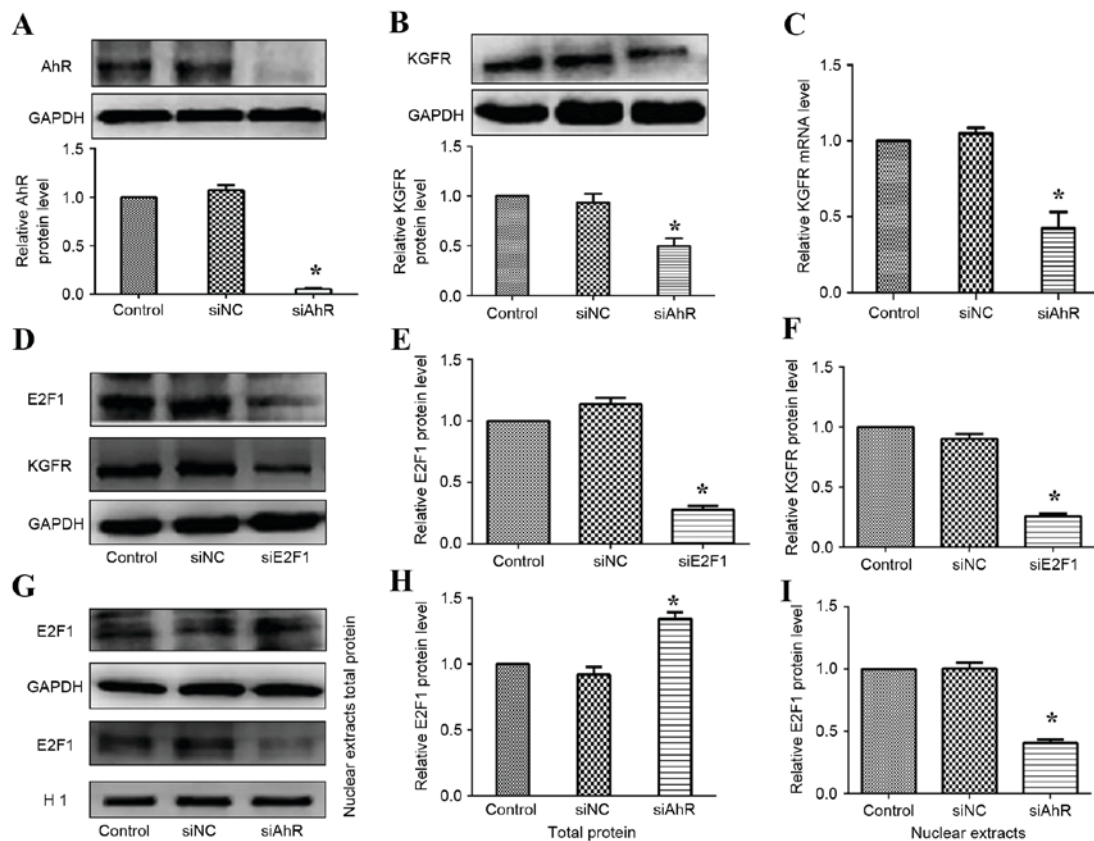 A
AhR
GAPDH
Relative AhR
protein level
1.5
1.0
0.5
0.0
*
Control siNC siAhR
B
KGFR
GAPDH
Relative KGFR
protein level
1.5
1.0
0.5
0.0
*
Control siNC siAhR
C
Relative KGFR mRNA level
1.5
1.0
0.5
0.0
*
Control siNC siAhR
D
E2F1
KGFR
GAPDH
Control siNC siE2F1
E
Relative E2F1 protein level
1.5
1.0
0.5
0.0
*
Control siNC siE2F1
F
Relative KGFR protein level
1.5
1.0
0.5
0.0
*
Control siNC siE2F1
G
E2F1
GAPDH
E2F1
H 1
Nuclear extracts total protein
Control siNC siAhR
H
Relative E2F1 protein level
1.5
1.0
0.5
0.0
*
Control siNC siAhR
Total protein
I
Relative E2F1 protein level
1.5
1.0
0.5
0.0
*
Control siNC siAhR
Nuclear extracts